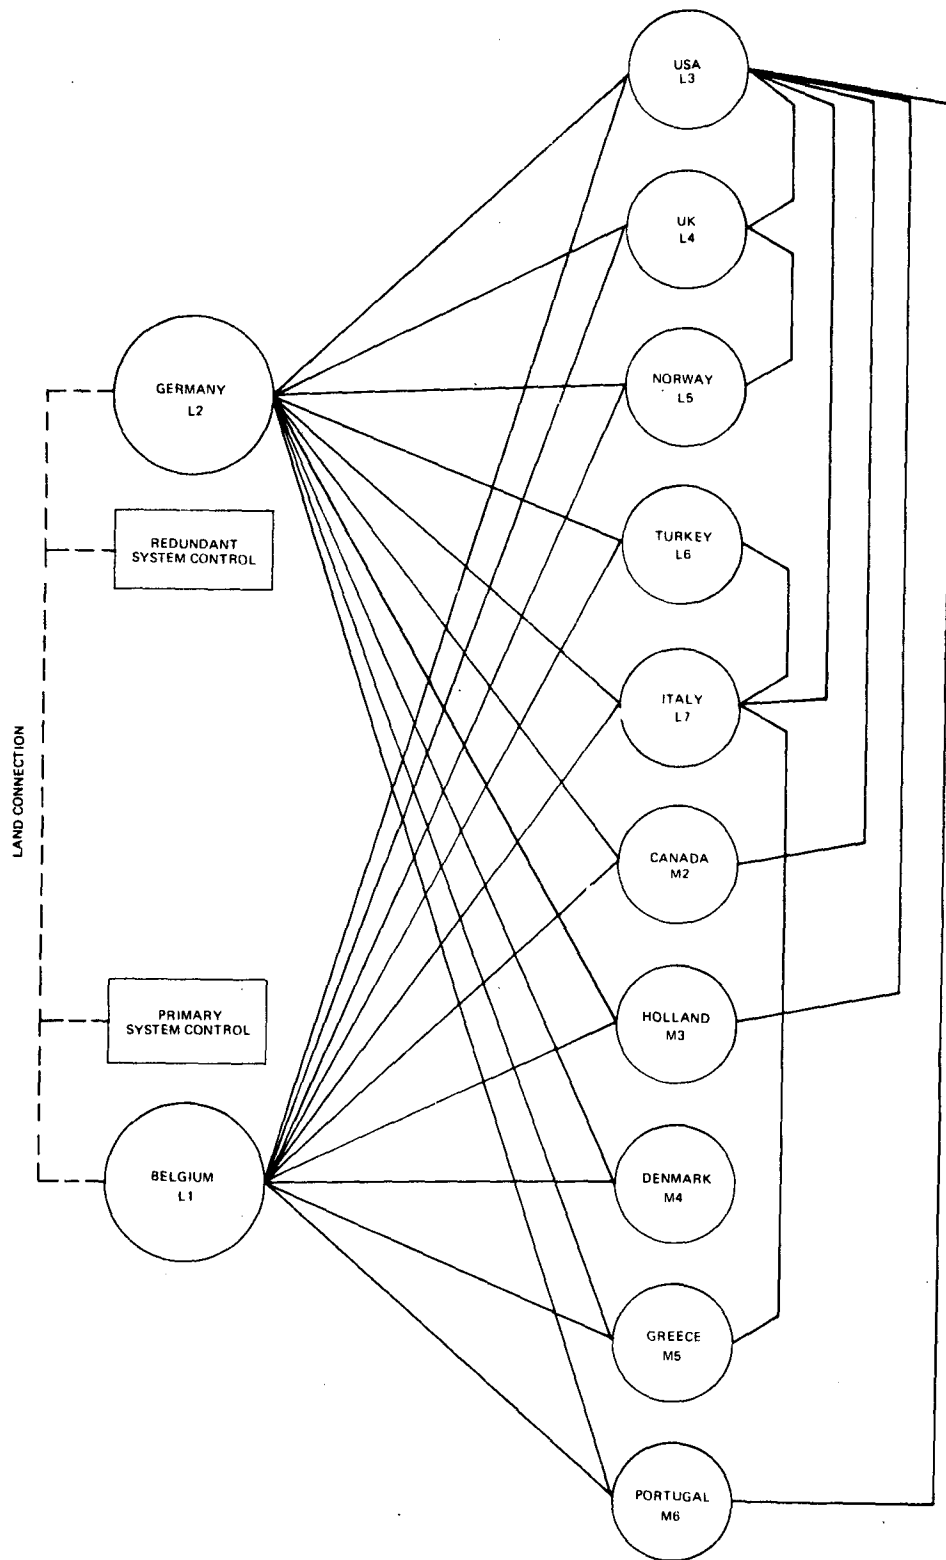 USA
L3
UK
L4
GERMANY
L2
NORWAY
L5
REDUNDANT
SYSTEM CONTROL
TURKEY
L6
ITALY
L7
LAND CONNECTION
CANADA
M2
PRIMARY
SYSTEM CONTROL
HOLLAND
M3
BELGIUM
L1
DENMARK
M4
GREECE
M5
PORTUGAL
M6